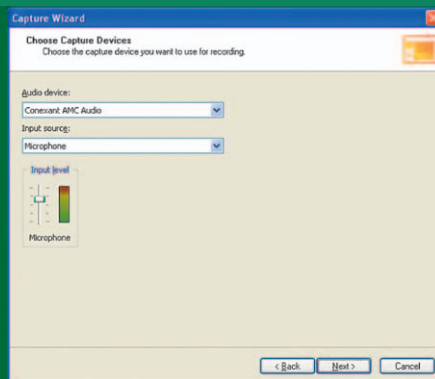 Capture Wizard
Choose Capture Devices
Choose the capture device you want to use for recording.
Audio device:
Conexant AMC Audio
Input source:
Microphone
Input level
Microphone
< Back
Next >
Cancel